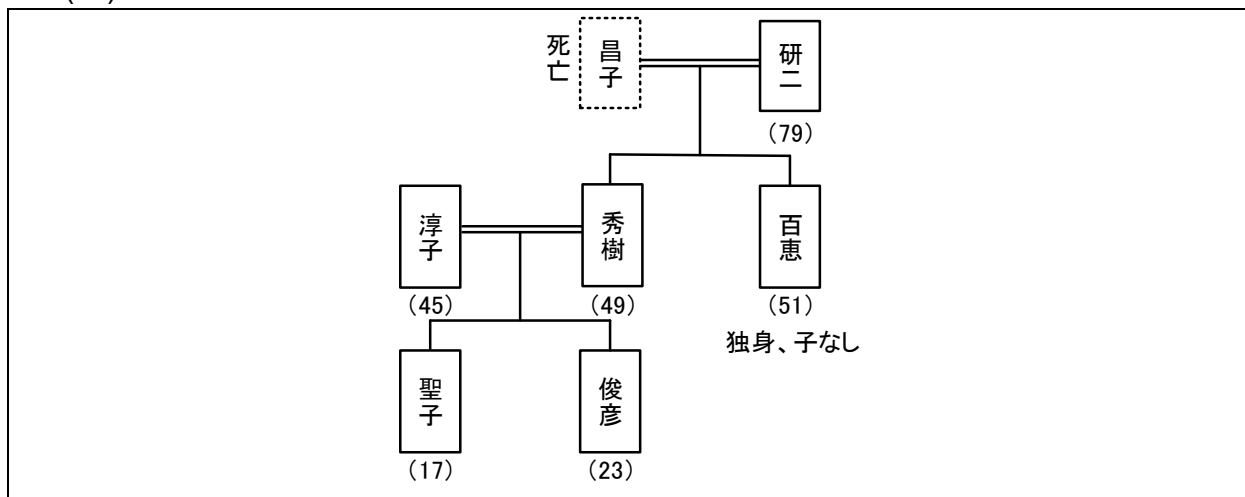 死亡
昌子
研二
(79)
淳子
秀樹
百恵
(45)
(49)
(51)
独身、子なし
聖子
俊彦
(17)
(23)